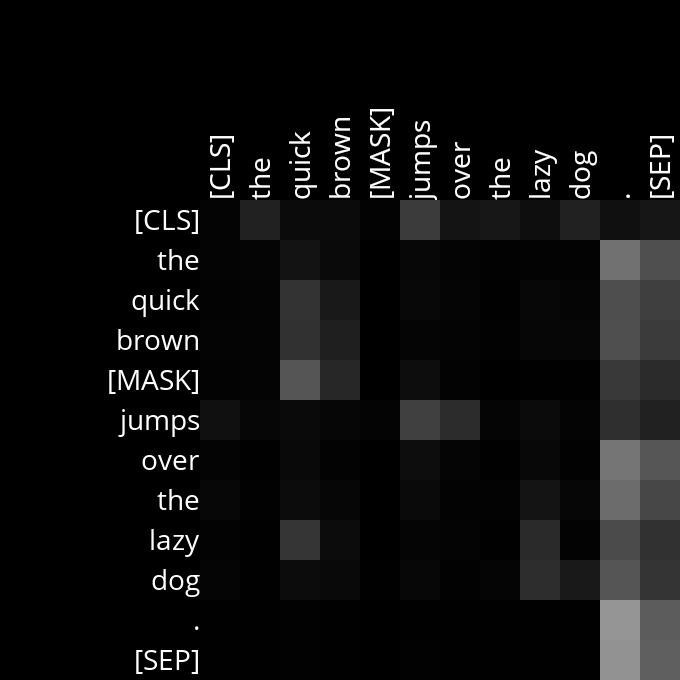 [CLS]
the
quick
brown
[MASK]
jumps
over
the
lazy
dog
.
[SEP]
[CLS]
the
quick
brown
[MASK]
jumps
over
the
lazy
dog
.
[SEP]